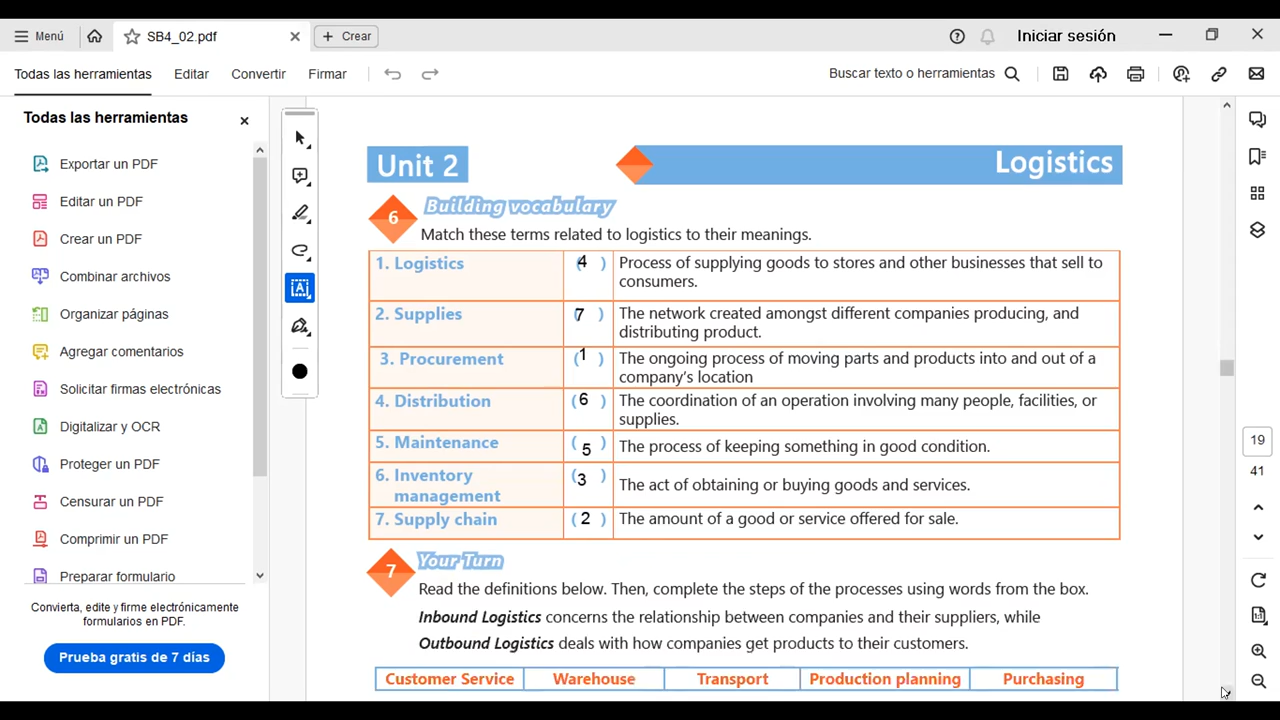 Menú
SB4_02.pdf
Crear
Iniciar sesión
Todas las herramientas
Editar
Convertir
Firmar
Buscar texto o herramientas
Todas las herramientas
Exportar un PDF
Editar un PDF
Crear un PDF
Combinar archivos
Organizar páginas
Agregar comentarios
Solicitar firmas electrónicas
Digitalizar y OCR
Proteger un PDF
Censurar un PDF
Comprimir un PDF
Preparar formulario
Convierta, edite y firme electrónicamente
formularios en PDF.
Prueba gratis de 7 días
Unit 2
Logistics
6 Building vocabulary
Match these terms related to logistics to their meanings.
1. Logistics (4) Process of supplying goods to stores and other businesses that sell to
consumers.
2. Supplies (7) The network created amongst different companies producing, and
distributing product.
3. Procurement (1) The ongoing process of moving parts and products into and out of a
company's location
4. Distribution (6) The coordination of an operation involving many people, facilities, or
supplies.
5. Maintenance (5) The process of keeping something in good condition.
6. Inventory
management (3) The act of obtaining or buying goods and services.
7. Supply chain (2) The amount of a good or service offered for sale.
7 Your Turn
Read the definitions below. Then, complete the steps of the processes using words from the box.
Inbound Logistics concerns the relationship between companies and their suppliers, while
Outbound Logistics deals with how companies get products to their customers.
Customer Service Warehouse Transport Production planning Purchasing
19
41